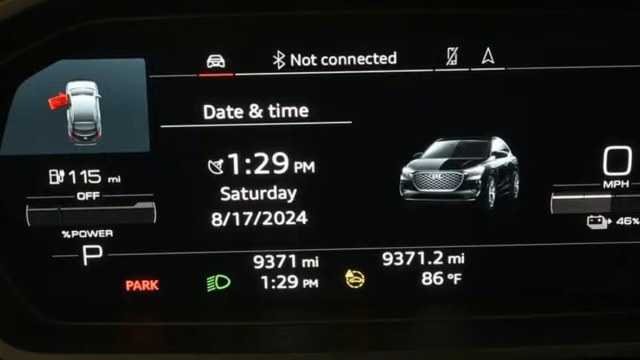 Not connected
Date & time
1:29 PM
Saturday
8/17/2024
115 mi
OFF
%POWER
P
0
MPH
46%
9371 mi
9371.2 mi
PARK
1:29 PM
86 °F